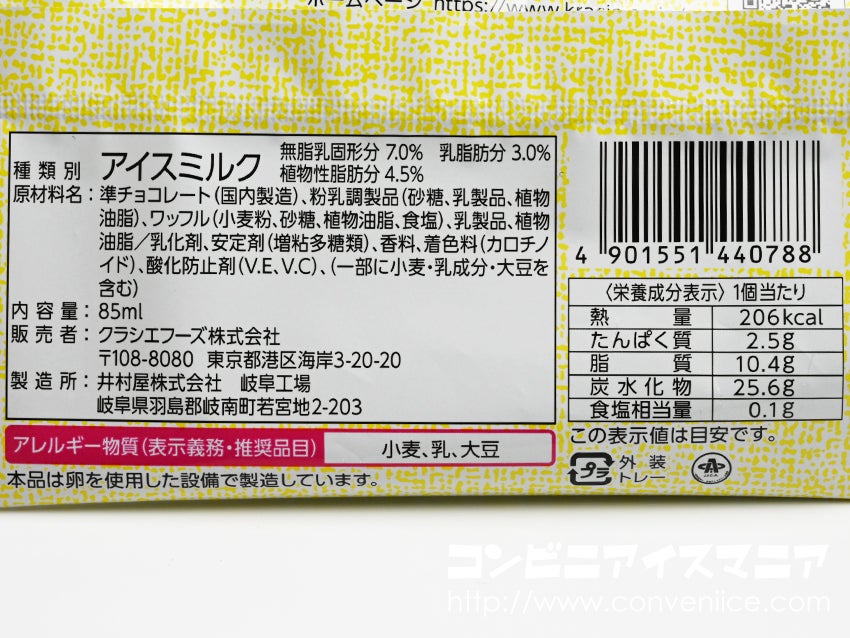 ホームページ https://www.kracie
種類別 アイスミルク 無脂乳固形分 7.0% 乳脂肪分 3.0%
植物性脂肪分 4.5%
原材料名：準チョコレート(国内製造)、粉乳調製品(砂糖、乳製品、植物
油脂)、ワッフル(小麦粉、砂糖、植物油脂、食塩)、乳製品、植物
油脂／乳化剤、安定剤(増粘多糖類)、香料、着色料(カロチノ
イド)、酸化防止剤(V.E、V.C)、(一部に小麦・乳成分・大豆を
含む)
内容量：85ml
販売者：クラシエフーズ株式会社
〒108-8080 東京都港区海岸3-20-20
製造所：井村屋株式会社 岐阜工場
岐阜県羽島郡岐南町若宮地2-203
アレルギー物質(表示義務・推奨品目) 小麦、乳、大豆
本品は卵を使用した設備で製造しています。
4 901551 440788
〈栄養成分表示〉1個当たり
熱量 206kcal
たんぱく質 2.5g
脂質 10.4g
炭水化物 25.6g
食塩相当量 0.1g
この表示値は目安です。
プラ 外装
トレー
コンビニアイスマニア
http://www.conveniice.com/